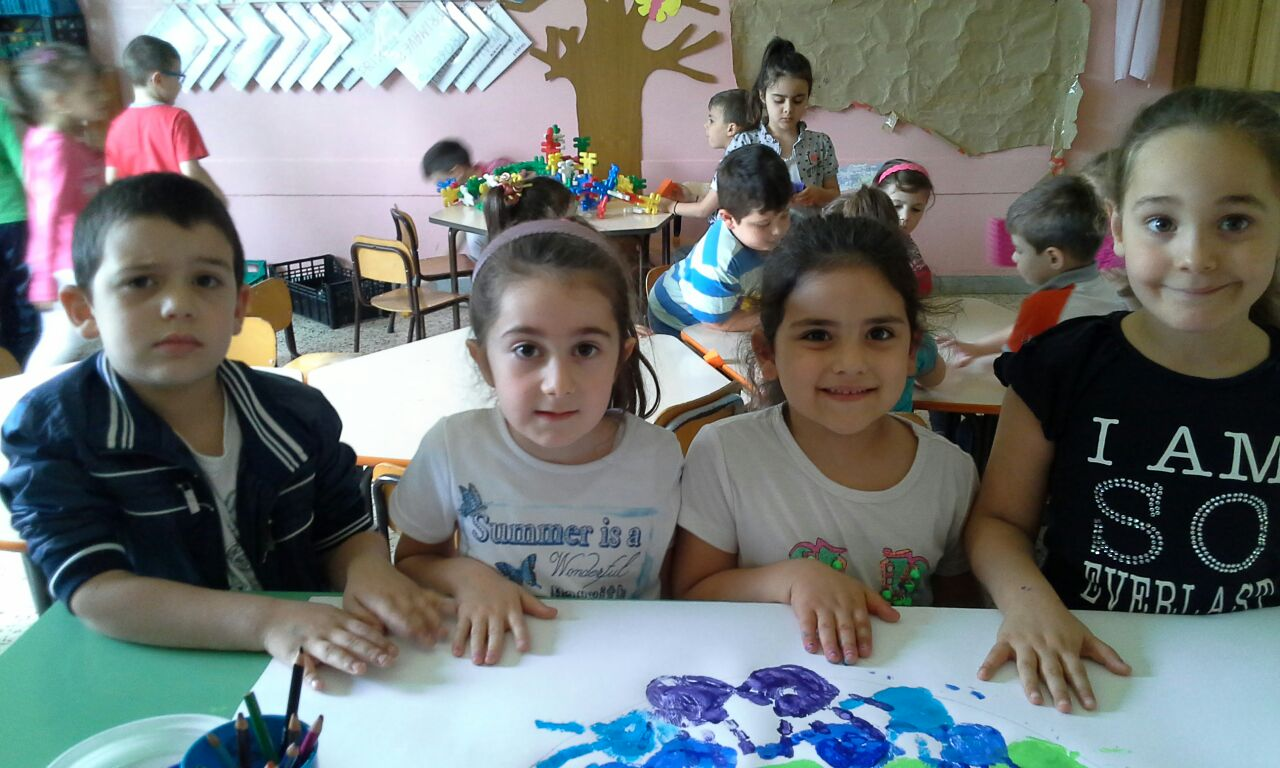 Summer is a
Wonderful
I AM
SO
EVERLAST